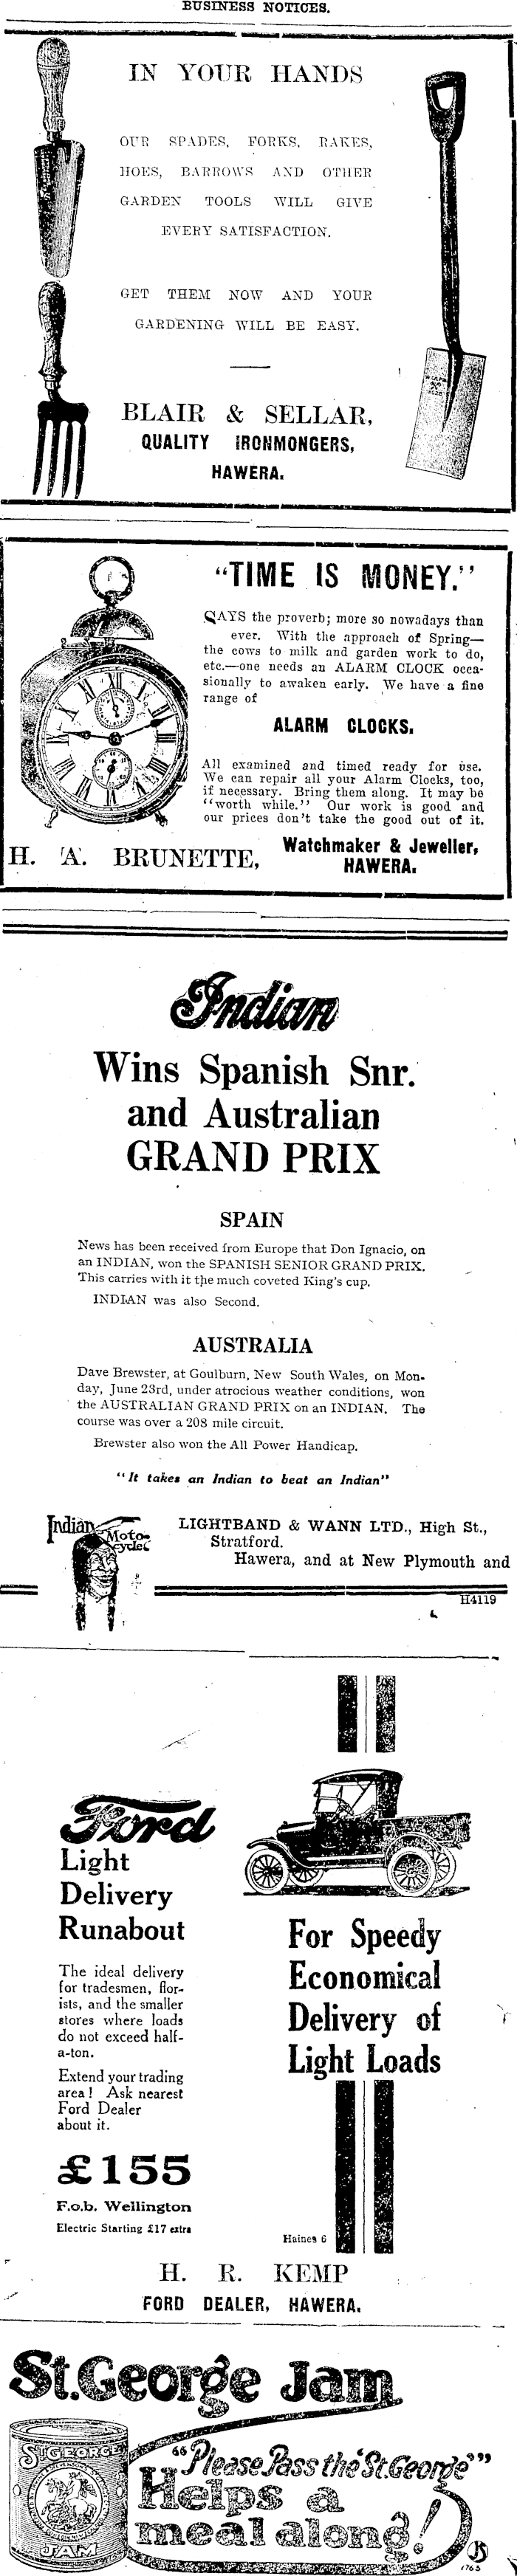 BUSINESS NOTICES.
IN YOUR HANDS
OUR SPADES, FORKS, RAKES,
HOES, BARROWS AND OTHER
GARDEN TOOLS WILL GIVE
EVERY SATISFACTION.
GET THEM NOW AND YOUR
GARDENING WILL BE EASY.
BLAIR & SELLAR,
QUALITY IRONMONGERS,
HAWERA.
"TIME IS MONEY."
SAYS the proverb; more so nowadays than
ever. With the approach of Spring—
the cows to milk and garden work to do,
etc.—one needs an ALARM CLOCK occa-
sionally to awaken early. We have a fine
range of
ALARM CLOCKS.
All examined and timed ready for use.
We can repair all your Alarm Clocks, too,
if necessary. Bring them along. It may be
"worth while." Our work is good and
our prices don't take the good out of it.
H. A. BRUNETTE,
Watchmaker & Jeweller,
HAWERA.
Indian
Wins Spanish Snr.
and Australian
GRAND PRIX
SPAIN
News has been received from Europe that Don Ignacio, on
an INDIAN, won the SPANISH SENIOR GRAND PRIX.
This carries with it the much coveted King's cup.
INDIAN was also Second.
AUSTRALIA
Dave Brewster, at Goulburn, New South Wales, on Mon-
day, June 23rd, under atrocious weather conditions, won
the AUSTRALIAN GRAND PRIX on an INDIAN. The
course was over a 208 mile circuit.
Brewster also won the All Power Handicap.
"It takes an Indian to beat an Indian"
Indian
Moto-
cycles
LIGHTBAND & WANN LTD., High St.,
Stratford.
Hawera, and at New Plymouth and
H4119
Ford
Light
Delivery
Runabout
The ideal delivery
for tradesmen, flor-
ists, and the smaller
stores where loads
do not exceed half-
a-ton.
Extend your trading
area! Ask nearest
Ford Dealer
about it.
£155
F.o.b. Wellington
Electric Starting £17 extra
For Speedy
Economical
Delivery of
Light Loads
Haines 6
H. R. KEMP
FORD DEALER, HAWERA.
St. George Jam
ST GEORGE
JAM
"Please Pass the 'St. George'"
Helps a
meal along!
1765